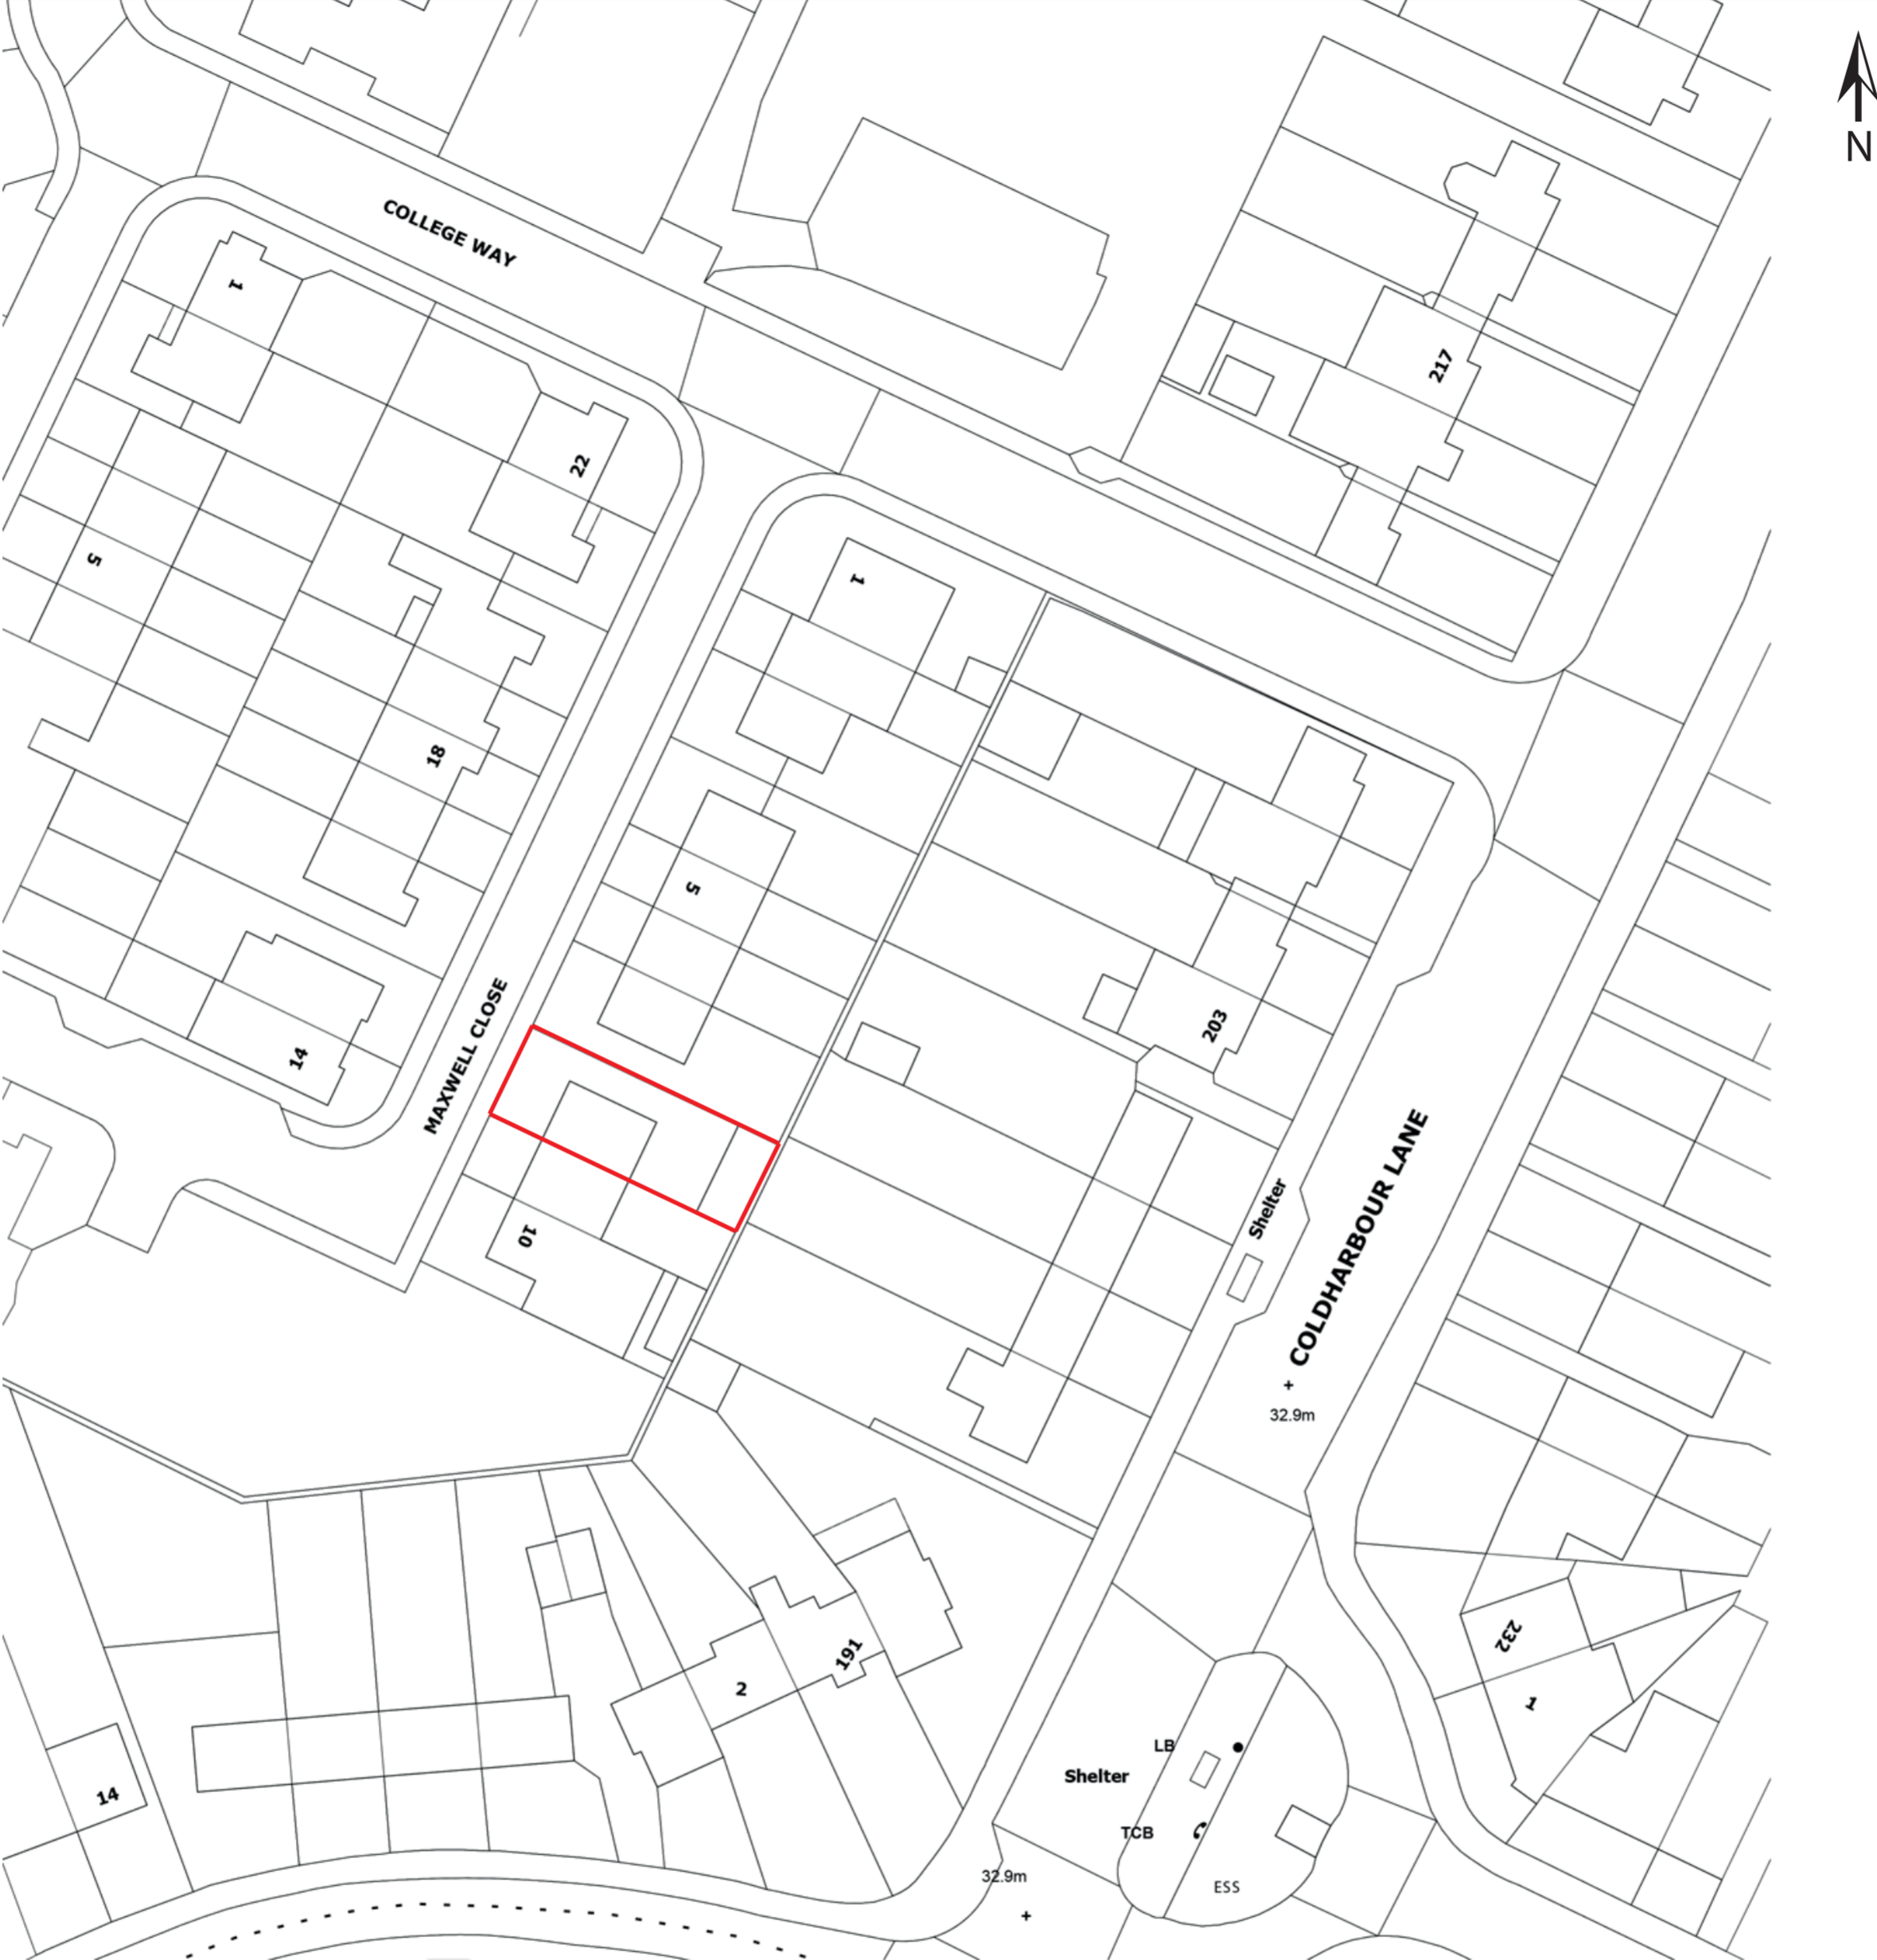 N
COLLEGE WAY
1
217
22
5
1
18
5
203
MAXWELL CLOSE
14
COLDHARBOUR LANE
Shelter
10
32.9m
232
191
2
1
LB
Shelter
14
TCB
32.9m
ESS